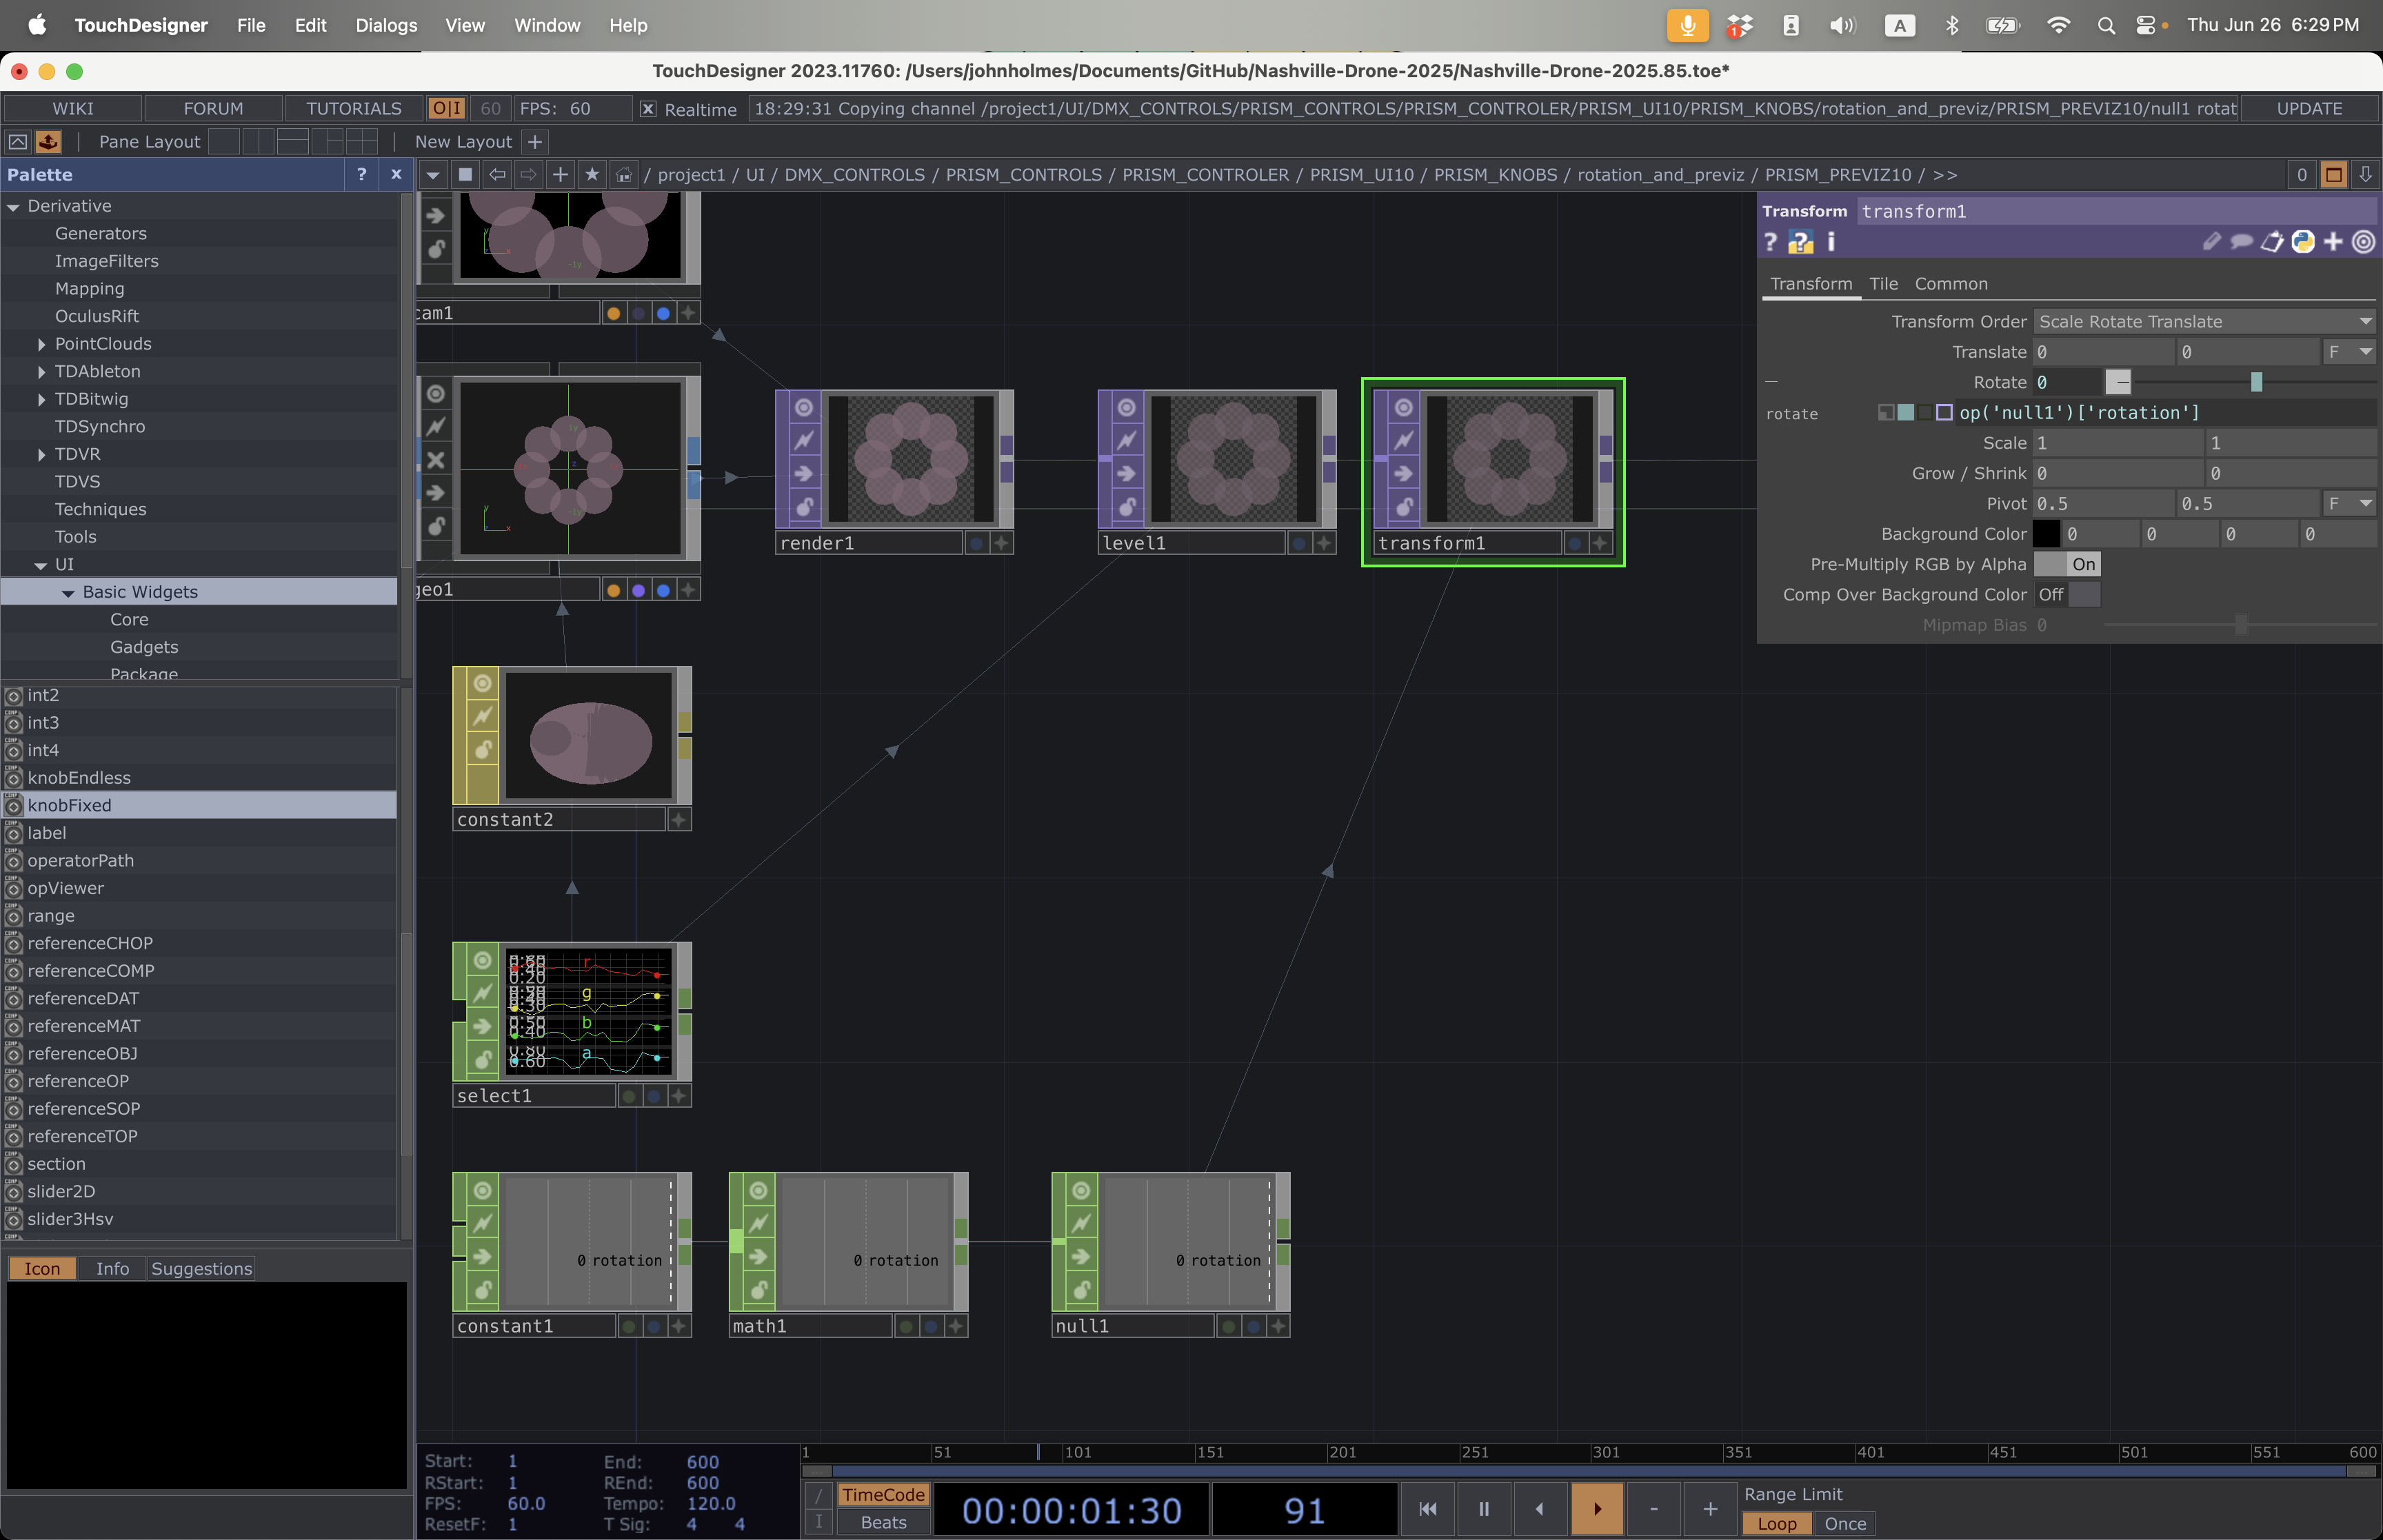 TouchDesigner File Edit Dialogs View Window Help
1 A Thu Jun 26 6:29 PM
TouchDesigner 2023.11760: /Users/johnholmes/Documents/GitHub/Nashville-Drone-2025/Nashville-Drone-2025.85.toe*
WIKI FORUM TUTORIALS O|I 60 FPS: 60 X Realtime 18:29:31 Copying channel /project1/UI/DMX_CONTROLS/PRISM_CONTROLS/PRISM_CONTROLER/PRISM_UI10/PRISM_KNOBS/rotation_and_previz/PRISM_PREVIZ10/null1 rotat UPDATE
Pane Layout New Layout +
Palette ? x
/ project1 / UI / DMX_CONTROLS / PRISM_CONTROLS / PRISM_CONTROLER / PRISM_UI10 / PRISM_KNOBS / rotation_and_previz / PRISM_PREVIZ10 / >> 0
Derivative
Generators
ImageFilters
Mapping
OculusRift
PointClouds
TDAbleton
TDBitwig
TDSynchro
TDVR
TDVS
Techniques
Tools
UI
Basic Widgets
Core
Gadgets
Package
int2
int3
int4
knobEndless
knobFixed
label
operatorPath
opViewer
range
referenceCHOP
referenceCOMP
referenceDAT
referenceMAT
referenceOBJ
referenceOP
referenceSOP
referenceTOP
section
slider2D
slider3Hsv
Icon Info Suggestions
cam1
geo1
render1
level1
transform1
constant2
r
g
b
a
select1
0 rotation
constant1
0 rotation
math1
0 rotation
null1
Transform transform1
? ? i
Transform Tile Common
Transform Order Scale Rotate Translate
Translate 0 0 F
Rotate 0
rotate op('null1')['rotation']
Scale 1 1
Grow / Shrink 0 0
Pivot 0.5 0.5 F
Background Color 0 0 0 0
Pre-Multiply RGB by Alpha On
Comp Over Background Color Off
Mipmap Bias 0
Start: 1 End: 600
RStart: 1 REnd: 600
FPS: 60.0 Tempo: 120.0
ResetF: 1 T Sig: 4 4
1 51 101 151 201 251 301 351 401 451 501 551 600
/ TimeCode
I Beats
00:00:01:30 91
- +
Range Limit
Loop Once